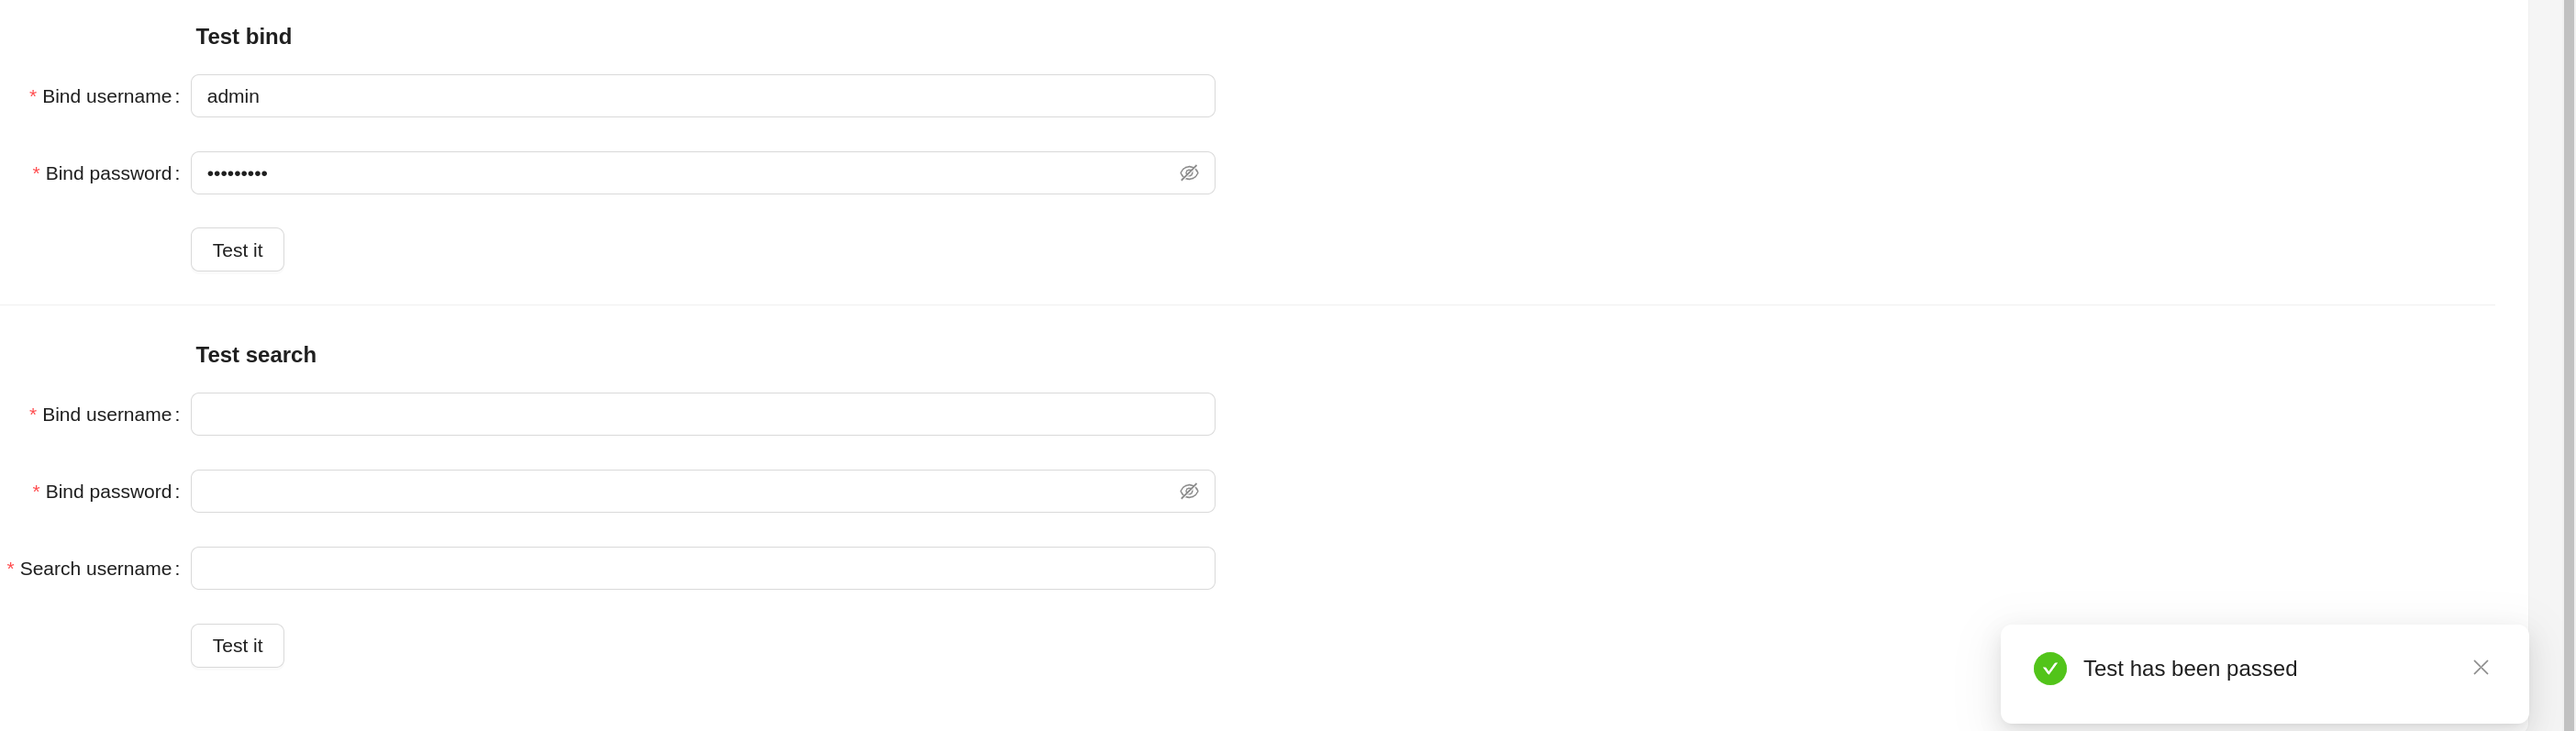 Test bind
* Bind username:
admin
* Bind password:
•••••••••
Test it
Test search
* Bind username:
* Bind password:
* Search username:
Test it
Test has been passed